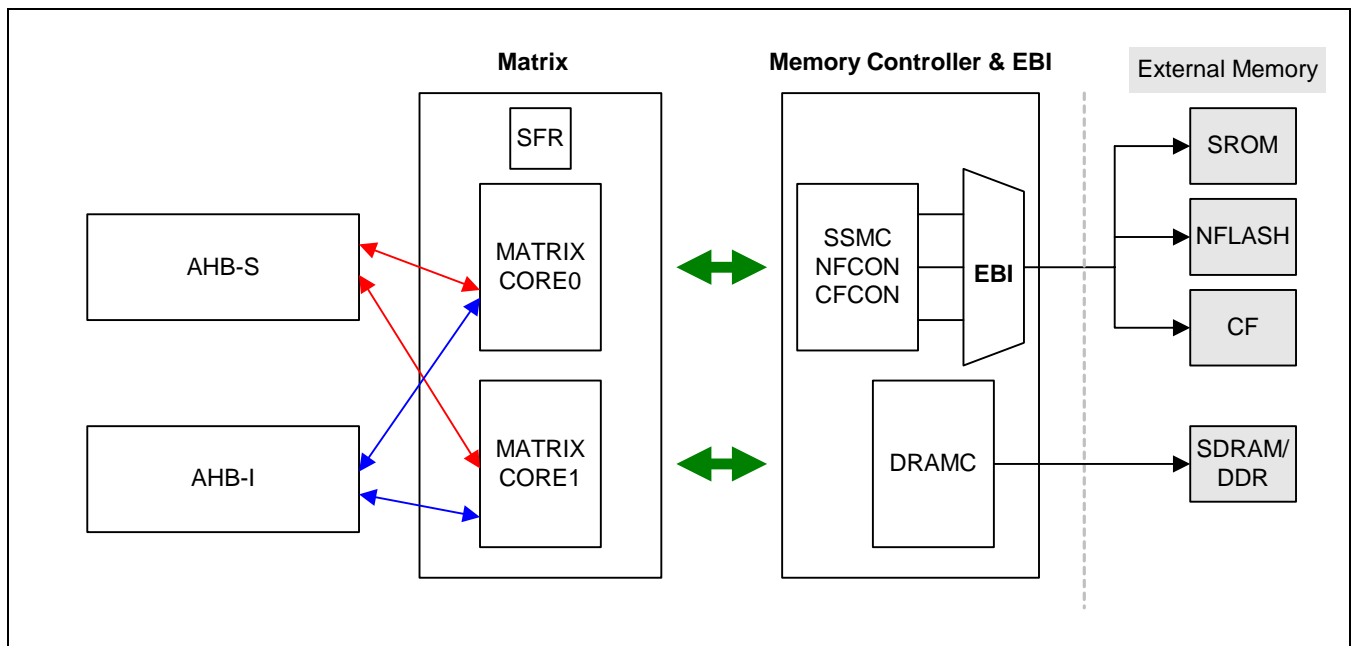 Matrix
Memory Controller & EBI
External Memory
SFR
SROM
AHB-S
MATRIX
CORE0
SSMC
NFCON
CFCON
EBI
NFLASH
CF
AHB-I
MATRIX
CORE1
DRAMC
SDRAM/
DDR